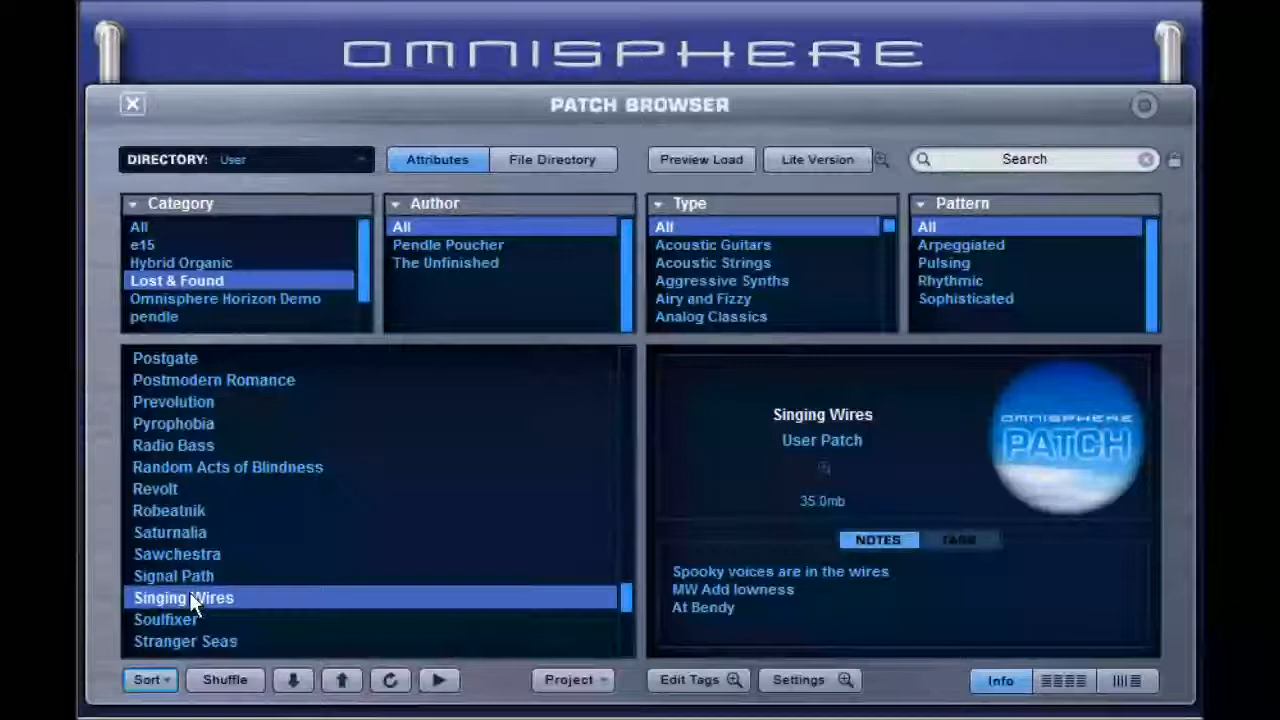 OMNISPHERE
PATCH BROWSER
DIRECTORY: User
Attributes
File Directory
Preview Load
Lite Version
Search
Category
All
e15
Hybrid Organic
Lost & Found
Omnisphere Horizon Demo
pendle
Author
All
Pendle Poucher
The Unfinished
Type
All
Acoustic Guitars
Acoustic Strings
Aggressive Synths
Airy and Fizzy
Analog Classics
Pattern
All
Arpeggiated
Pulsing
Rhythmic
Sophisticated
Postgate
Postmodern Romance
Prevolution
Pyrophobia
Radio Bass
Random Acts of Blindness
Revolt
Robeatnik
Saturnalia
Sawchestra
Signal Path
Singing Wires
Soulfixer
Stranger Seas
Singing Wires
User Patch
35.0mb
OMNISPHERE
PATCH
NOTES
TAGS
Spooky voices are in the wires
MW Add lowness
At Bendy
Sort
Shuffle
Project
Edit Tags
Settings
Info